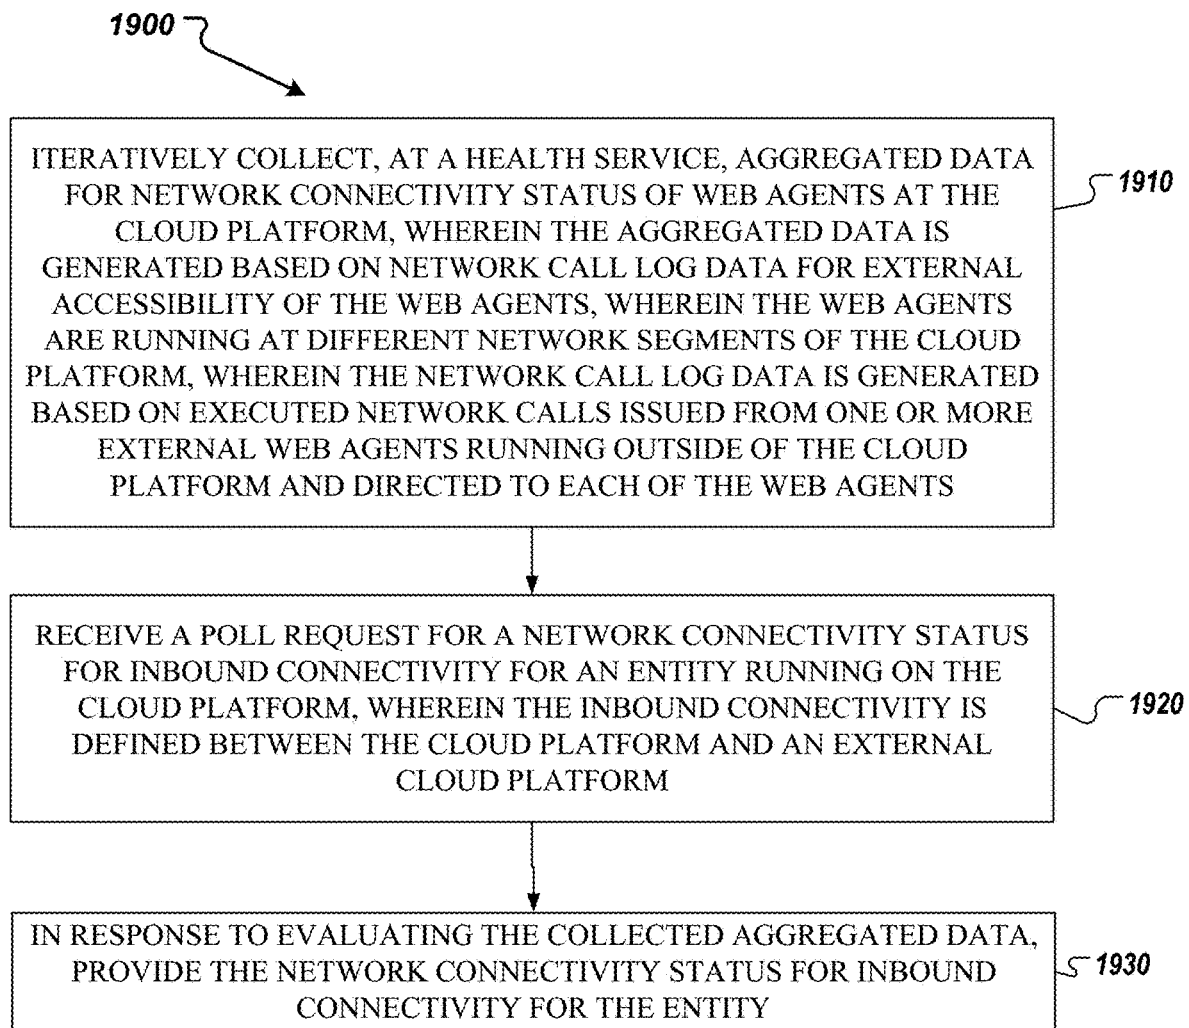 1900
ITERATIVELY COLLECT, AT A HEALTH SERVICE, AGGREGATED DATA
FOR NETWORK CONNECTIVITY STATUS OF WEB AGENTS AT THE
CLOUD PLATFORM, WHEREIN THE AGGREGATED DATA IS
GENERATED BASED ON NETWORK CALL LOG DATA FOR EXTERNAL
ACCESSIBILITY OF THE WEB AGENTS, WHEREIN THE WEB AGENTS
ARE RUNNING AT DIFFERENT NETWORK SEGMENTS OF THE CLOUD
PLATFORM, WHEREIN THE NETWORK CALL LOG DATA IS GENERATED
BASED ON EXECUTED NETWORK CALLS ISSUED FROM ONE OR MORE
EXTERNAL WEB AGENTS RUNNING OUTSIDE OF THE CLOUD
PLATFORM AND DIRECTED TO EACH OF THE WEB AGENTS
1910
RECEIVE A POLL REQUEST FOR A NETWORK CONNECTIVITY STATUS
FOR INBOUND CONNECTIVITY FOR AN ENTITY RUNNING ON THE
CLOUD PLATFORM, WHEREIN THE INBOUND CONNECTIVITY IS
DEFINED BETWEEN THE CLOUD PLATFORM AND AN EXTERNAL
CLOUD PLATFORM
1920
IN RESPONSE TO EVALUATING THE COLLECTED AGGREGATED DATA,
PROVIDE THE NETWORK CONNECTIVITY STATUS FOR INBOUND
CONNECTIVITY FOR THE ENTITY
1930